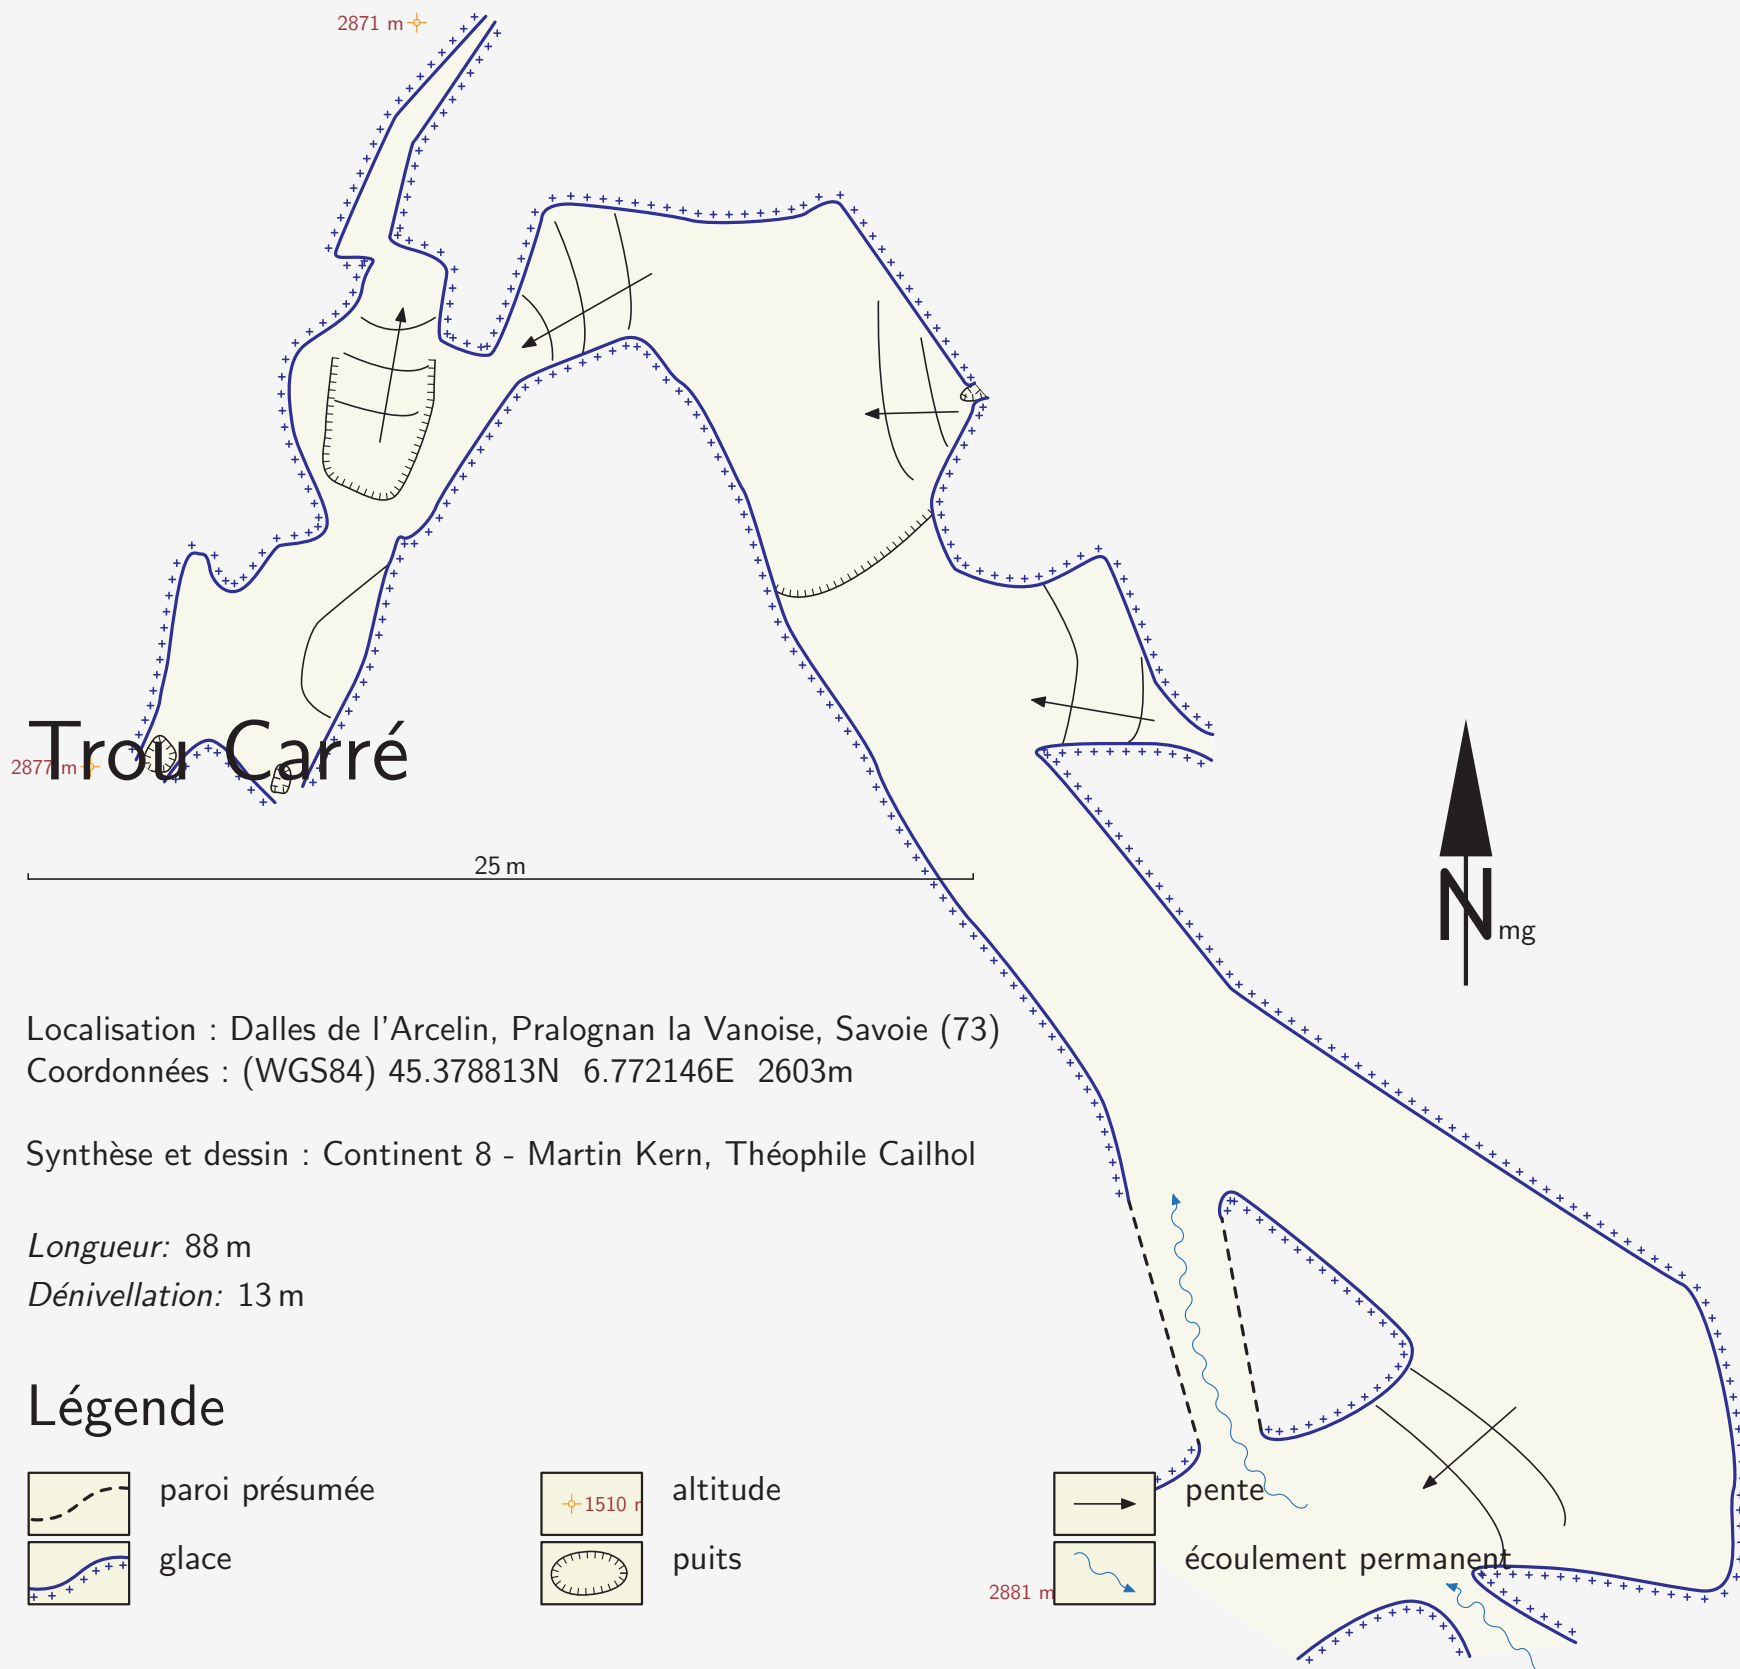 2871 m
Trou Carré
2877 m
25 m
N mg
Localisation : Dalles de l'Arcelin, Pralognan la Vanoise, Savoie (73)
Coordonnées : (WGS84) 45.378813N 6.772146E 2603m
Synthèse et dessin : Continent 8 - Martin Kern, Théophile Cailhol
Longueur: 88 m
Dénivellation: 13 m
Légende
paroi présumée
1510 m
altitude
pente
glace
puits
écoulement permanent
2881 m